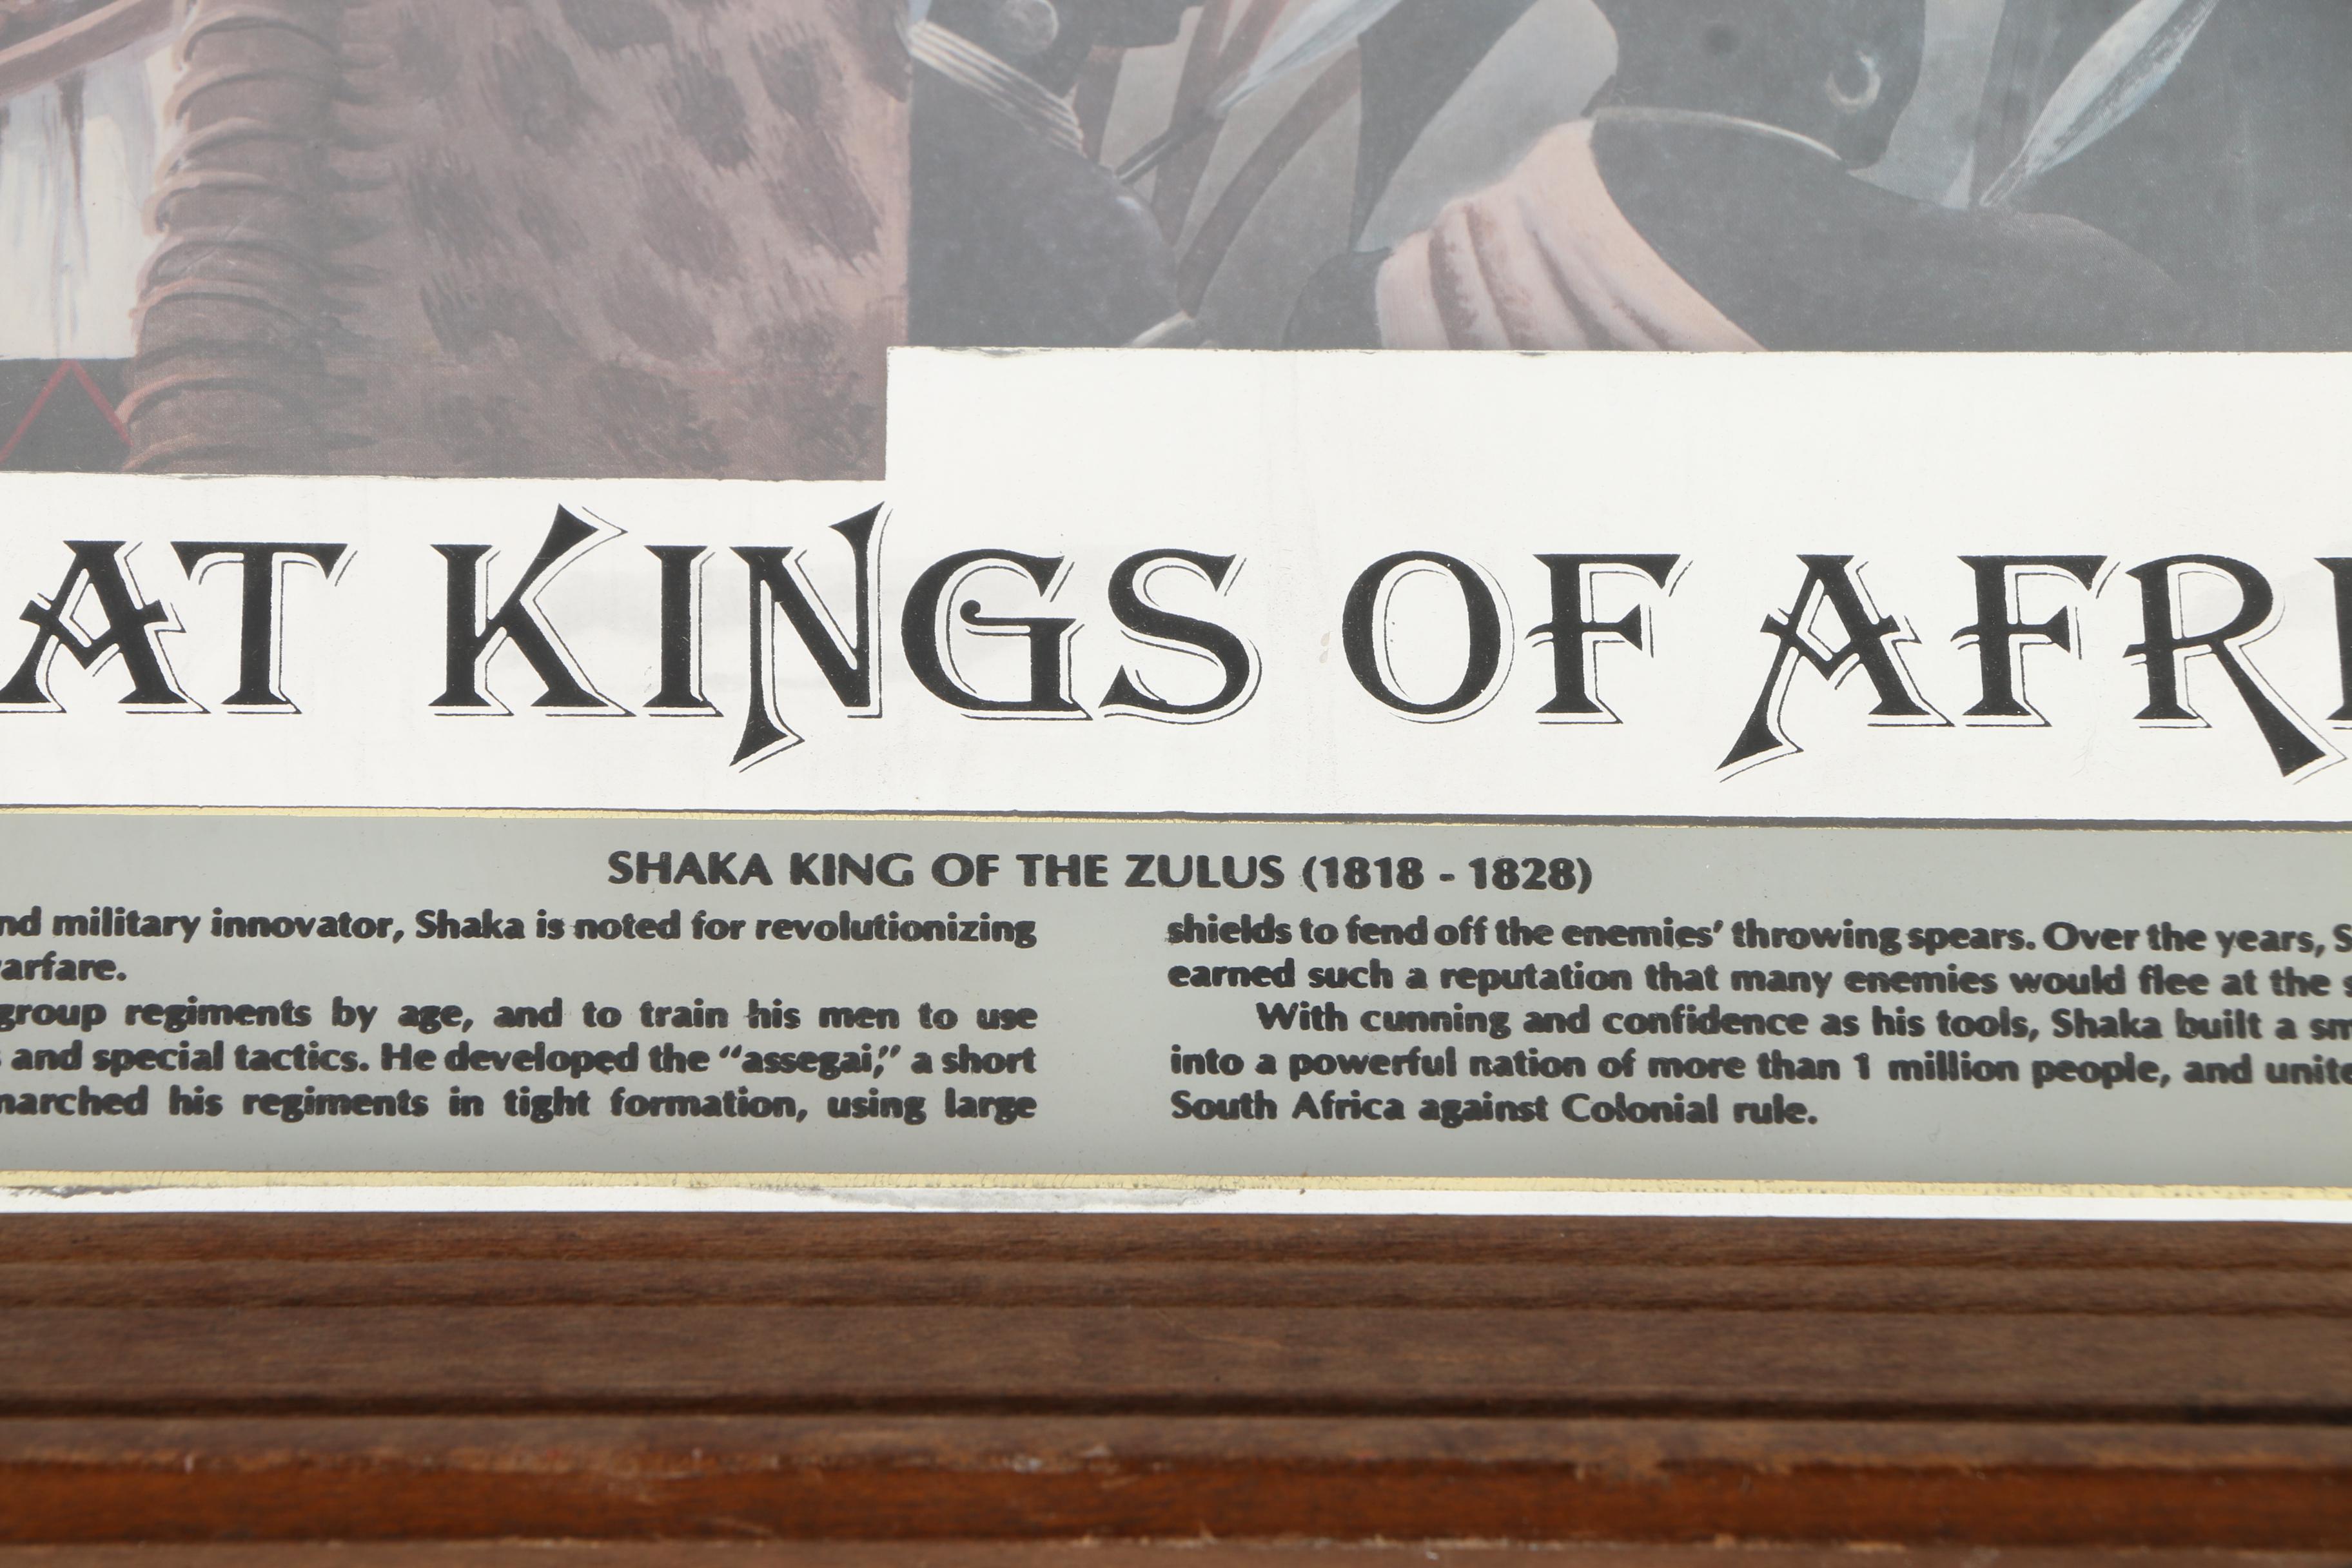 AT KINGS OF AFRI
SHAKA KING OF THE ZULUS (1818 - 1828)
nd military innovator, Shaka is noted for revolutionizing
arfare.
group regiments by age, and to train his men to use
and special tactics. He developed the “assegai,” a short
marched his regiments in tight formation, using large
shields to fend off the enemies’ throwing spears. Over the years, S
earned such a reputation that many enemies would flee at the s
With cunning and confidence as his tools, Shaka built a sm
into a powerful nation of more than 1 million people, and unite
South Africa against Colonial rule.